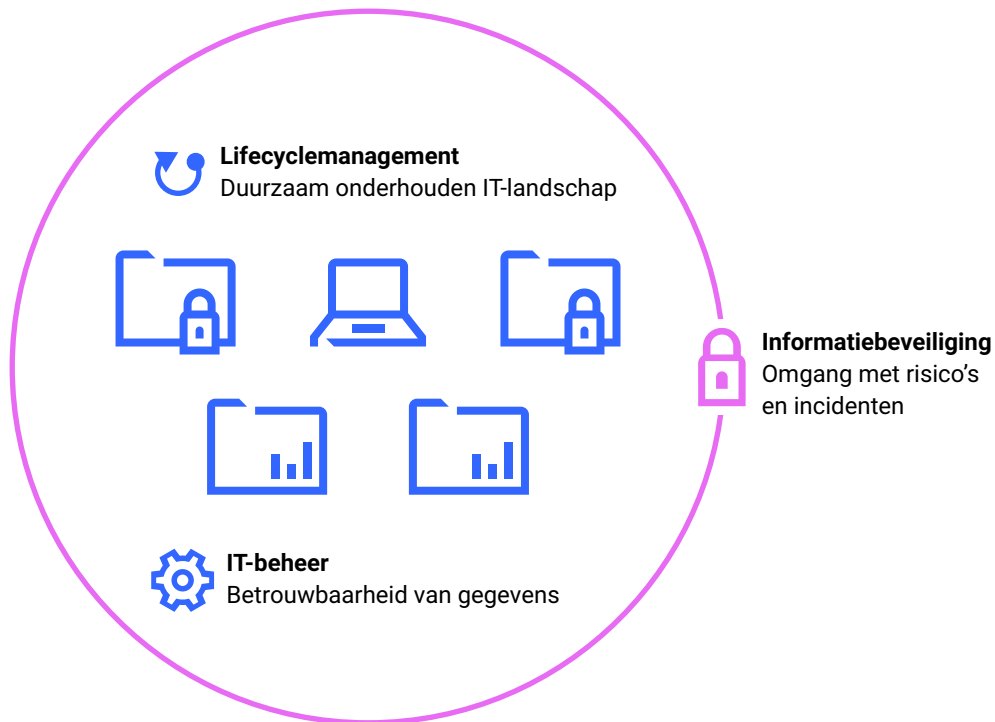 Lifecyclemanagement
Duurzaam onderhouden IT-landschap
Informatiebeveiliging
Omgang met risico’s
en incidenten
IT-beheer
Betrouwbaarheid van gegevens